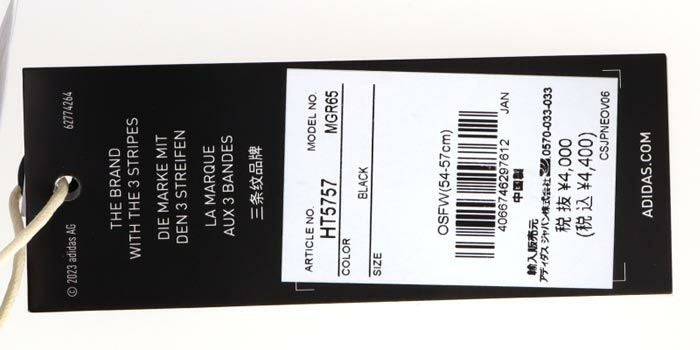 62774264
THE BRAND
WITH THE 3 STRIPES
DIE MARKE MIT
DEN 3 STREIFEN
LA MARQUE
AUX 3 BANDES
三条纹品牌
© 2023 adidas AG
ARTICLE NO.
HT5757
MODEL NO.
MGR65
COLOR
BLACK
SIZE
OSFW(54-57cm)
JAN
4066746297612
中国製
輸入販売元
アディダス ジャパン株式会社 0570-033-033
税 抜 ¥4,000
(税 込 ¥4,400)
CSJPNEOV06
ADIDAS.COM